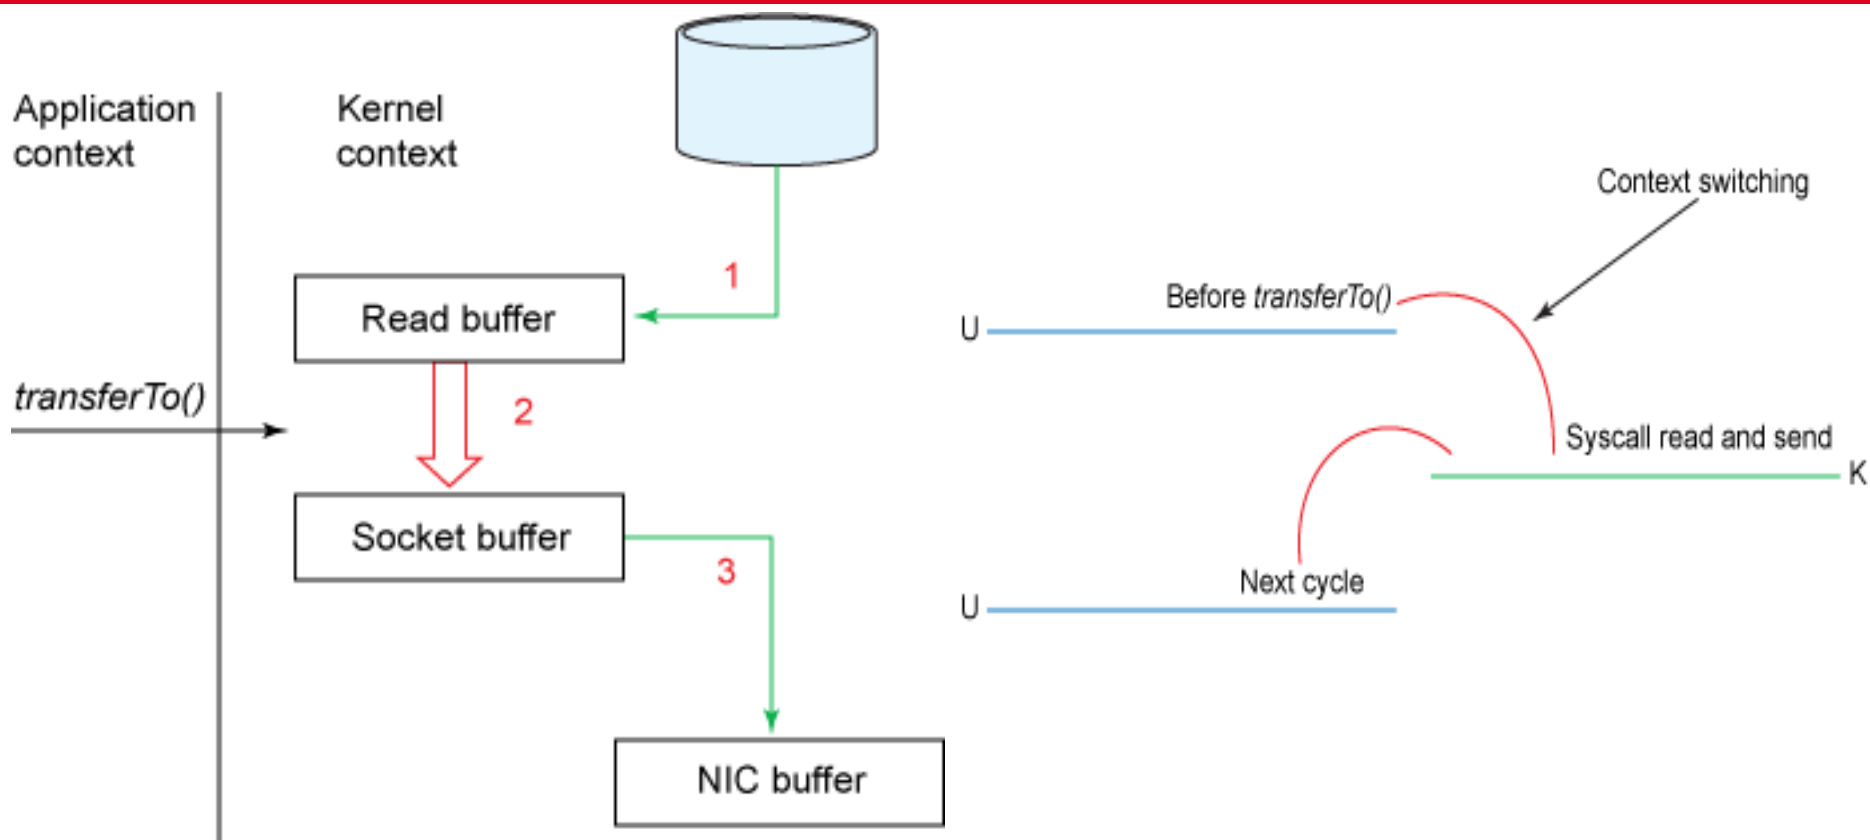 Application
context
Kernel
context
1
Read buffer
transferTo()
2
Socket buffer
3
NIC buffer
Context switching
Before transferTo()
U
Syscall read and send
K
Next cycle
U